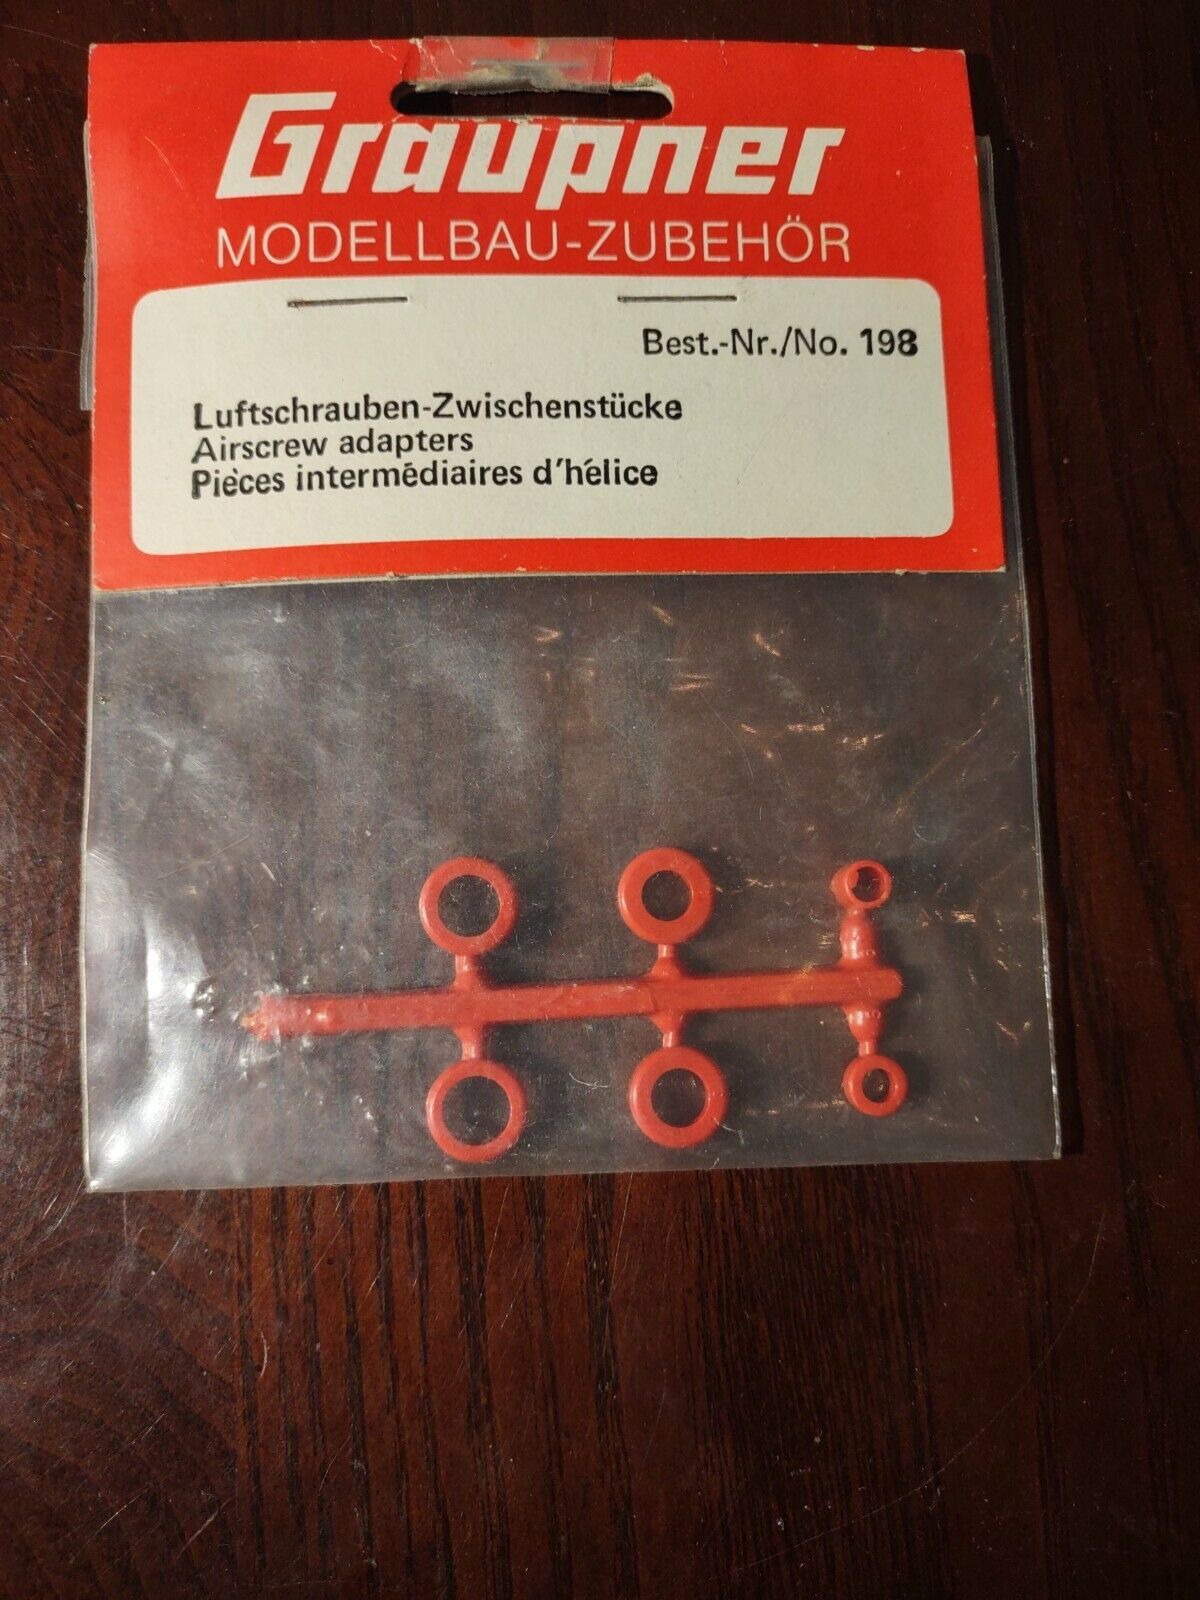 Graupner
MODELLBAU-ZUBEHÖR
Best.-Nr./No. 198
Luftschrauben-Zwischenstücke
Airscrew adapters
Pièces intermédiaires d'hélice